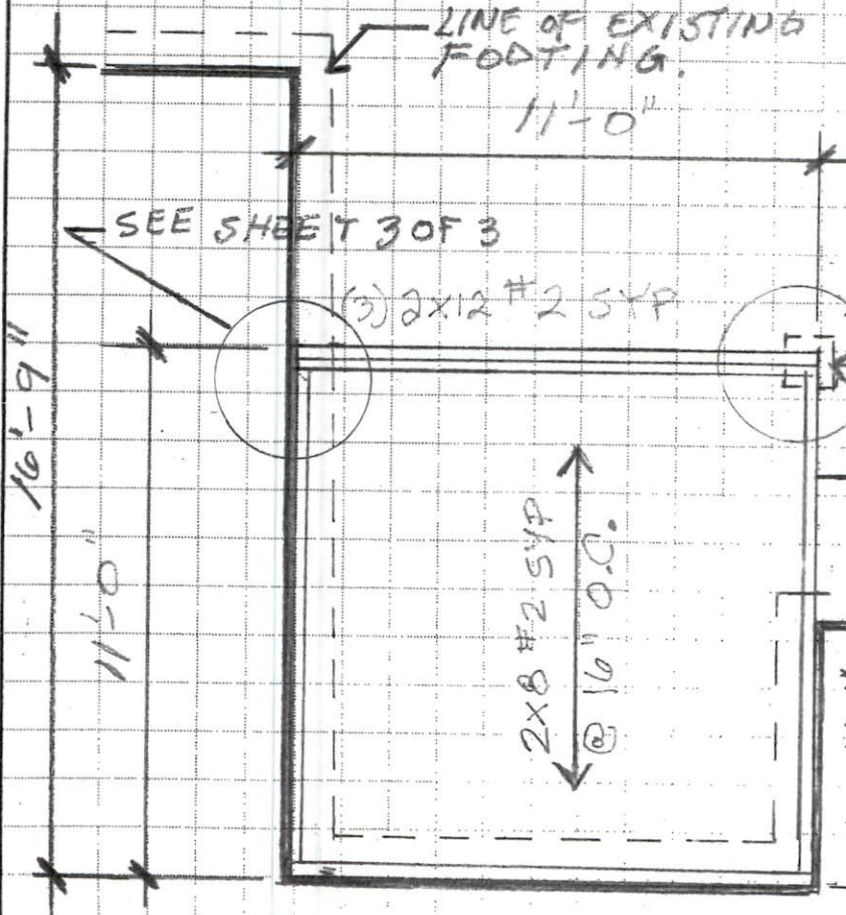 LINE OF EXISTING
FOOTING.
11'-0"
SEE SHEET 3 OF 3
(3) 2X12 #2 SYP
16'-9"
11'-0"
2X8 #2 SYP
@ 16" O.C.